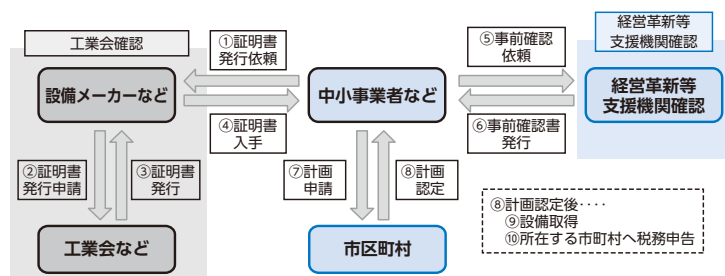 工業会確認
経営革新等
支援機関確認
①証明書
発行依頼
⑤事前確認
依頼
設備メーカーなど
中小事業者など
経営革新等
支援機関確認
④証明書
入手
⑥事前確認書
発行
②証明書
発行申請
③証明書
発行
⑦計画
申請
⑧計画
認定
工業会など
市区町村
⑧計画認定後‥‥
⑨設備取得
⑩所在する市町村へ税務申告